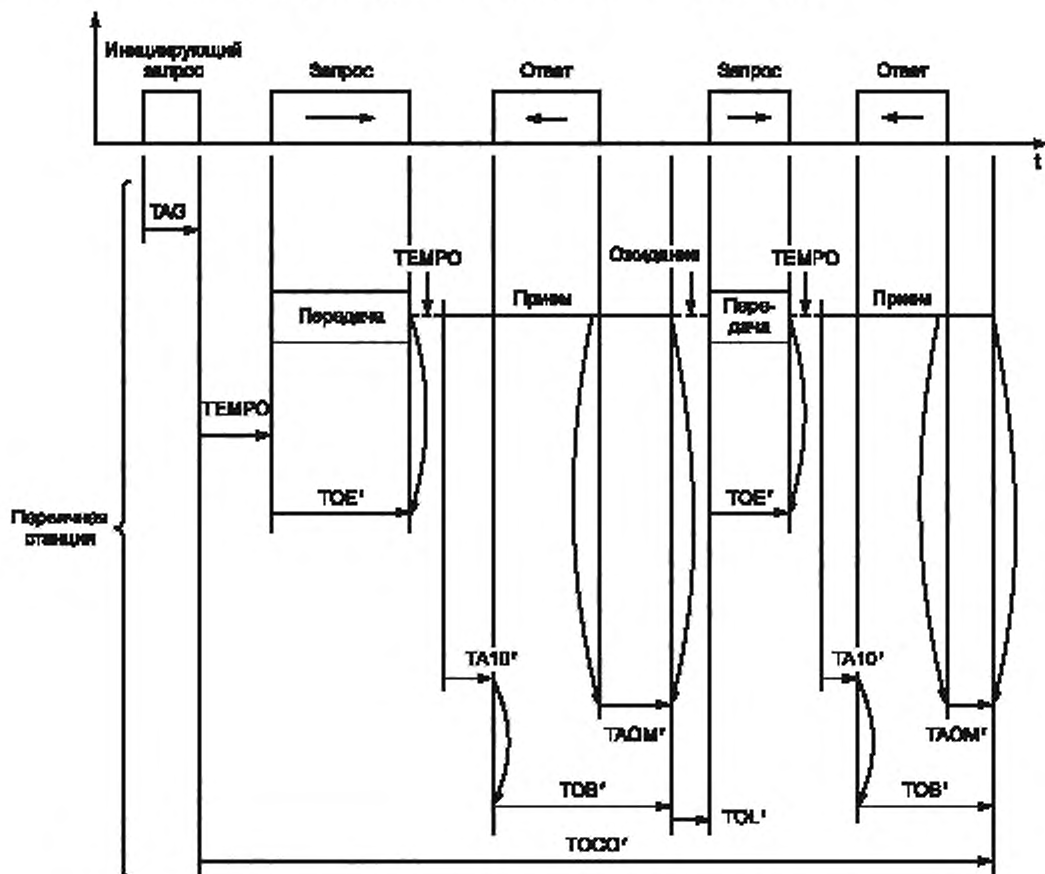 Инициирующий
запрос
Запрос
Ответ
Запрос
Ответ
t
TAG
TEMPO
Ожидание
TEMPO
Передача
Прием
Пере-
дача
Прием
TEMPO
TOE*
TOE*
Первичная
станция
TA10*
TA10*
TAOM*
TAOM*
TOB*
TOB*
TOL*
TOCO*